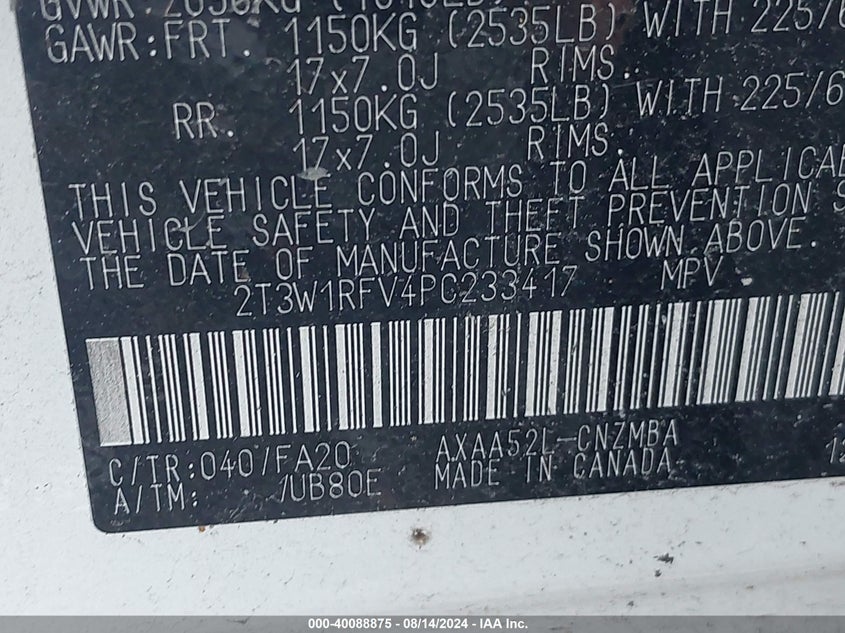 GAWR:FRT. 1150KG (2535LB) WITH 225/6
17x7.0J RIMS.
RR. 1150KG (2535LB) WITH 225/6
17x7.0J RIMS.
THIS VEHICLE CONFORMS TO ALL APPLICAB
VEHICLE SAFETY AND THEFT PREVENTION S
THE DATE OF MANUFACTURE SHOWN ABOVE.
2T3W1RFV4PC233417 MPV
C/TR:040/FA20 AXAA52L-CNZMBA
A/TM: /UB80E MADE IN CANADA
000-40088875 - 08/14/2024 - IAA Inc.